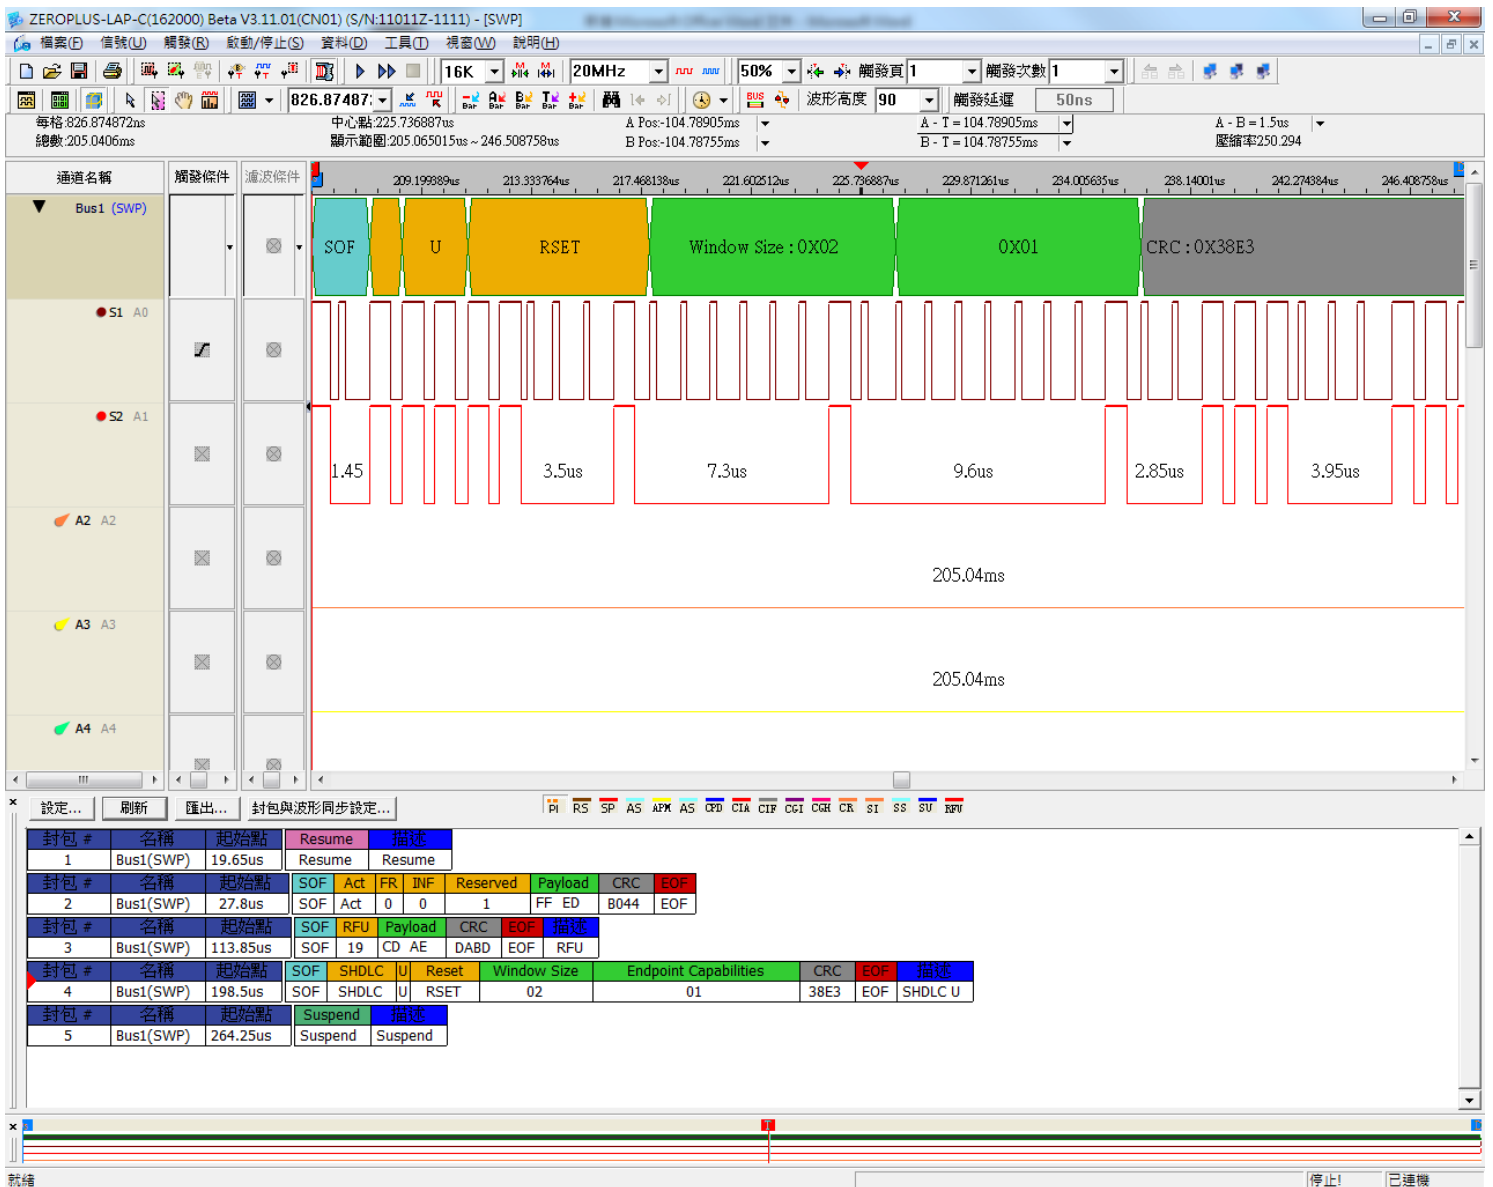 ZEROPLUS-LAP-C(162000) Beta V3.11.01(CN01) (S/N:11011Z-1111) - [SWP]
檔案(F) 信號(U) 觸發(R) 啟動/停止(S) 資料(D) 工具(T) 視窗(W) 說明(H)
16K 20MHz 50% 觸發頁 1 觸發次數 1
826.87487 Bar Bar Bar Bar Bar BUS 波形高度 90 觸發延遲 50ns
每格:826.874872ns 中心點:225.736887us A Pos:-104.78905ms A - T = 104.78905ms A - B = 1.5us
總數:205.0406ms 顯示範圍:205.065015us ~ 246.508758us B Pos:-104.78755ms B - T = 104.78755ms 壓縮率250.294
通道名稱 觸發條件 濾波條件 209.199389us 213.333764us 217.468138us 221.602512us 225.736887us 229.871261us 234.005635us 238.14001us 242.274384us 246.408758us
Bus1 (SWP) SOF U RSET Window Size : 0X02 0X01 CRC : 0X38E3
S1 A0
S2 A1
1.45 3.5us 7.3us 9.6us 2.85us 3.95us
A2 A2
205.04ms
A3 A3
205.04ms
A4 A4
設定... 刷新 匯出... 封包與波形同步設定... PI RS SP AS APM AS CPD CIA CIF CGI CGH CR SI SS SU RFU
封包 # 名稱 起始點 Resume 描述
1 Bus1(SWP) 19.65us Resume Resume
封包 # 名稱 起始點 SOF Act FR INF Reserved Payload CRC EOF
2 Bus1(SWP) 27.8us SOF Act 0 0 1 FF ED B044 EOF
封包 # 名稱 起始點 SOF RFU Payload CRC EOF 描述
3 Bus1(SWP) 113.85us SOF 19 CD AE DABD EOF RFU
封包 # 名稱 起始點 SOF SHDLC U Reset Window Size Endpoint Capabilities CRC EOF 描述
4 Bus1(SWP) 198.5us SOF SHDLC U RSET 02 01 38E3 EOF SHDLC U
封包 # 名稱 起始點 Suspend 描述
5 Bus1(SWP) 264.25us Suspend Suspend
T
就緒 停止! 已連機